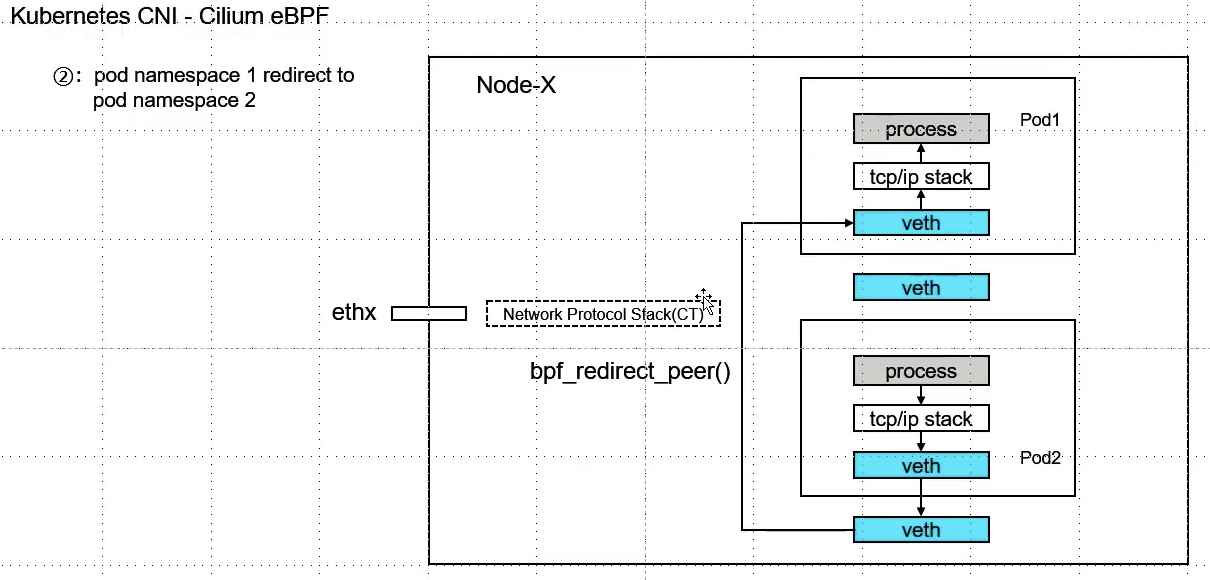 Kubernetes CNI - Cilium eBPF
②: pod namespace 1 redirect to
pod namespace 2
Node-X
Pod1
process
tcp/ip stack
veth
veth
ethx
Network Protocol Stack(CT)
bpf_redirect_peer()
process
tcp/ip stack
veth
Pod2
veth